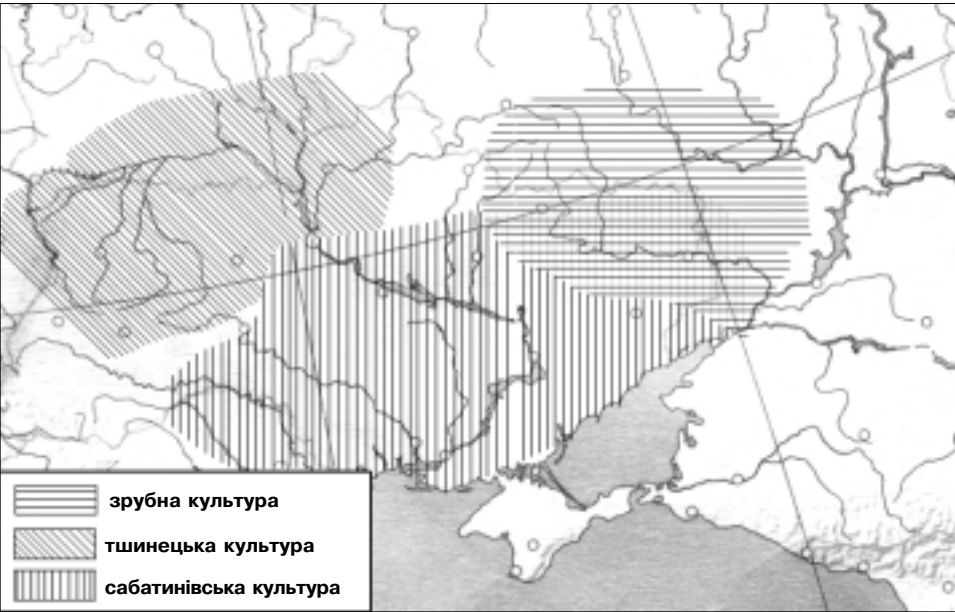 зрубна культура
тшинецька культура
сабатинівська культура